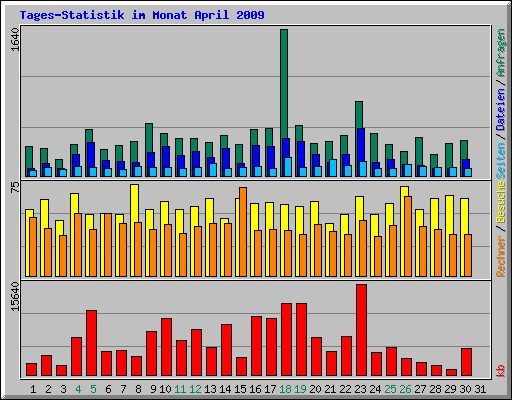 Tages-Statistik im Monat April 2009
1640
75
15640
Rechner / Besuche Seiten / Dateien / Anfragen
kb
1 2 3 4 5 6 7 8 9 10 11 12 13 14 15 16 17 18 19 20 21 22 23 24 25 26 27 28 29 30 31